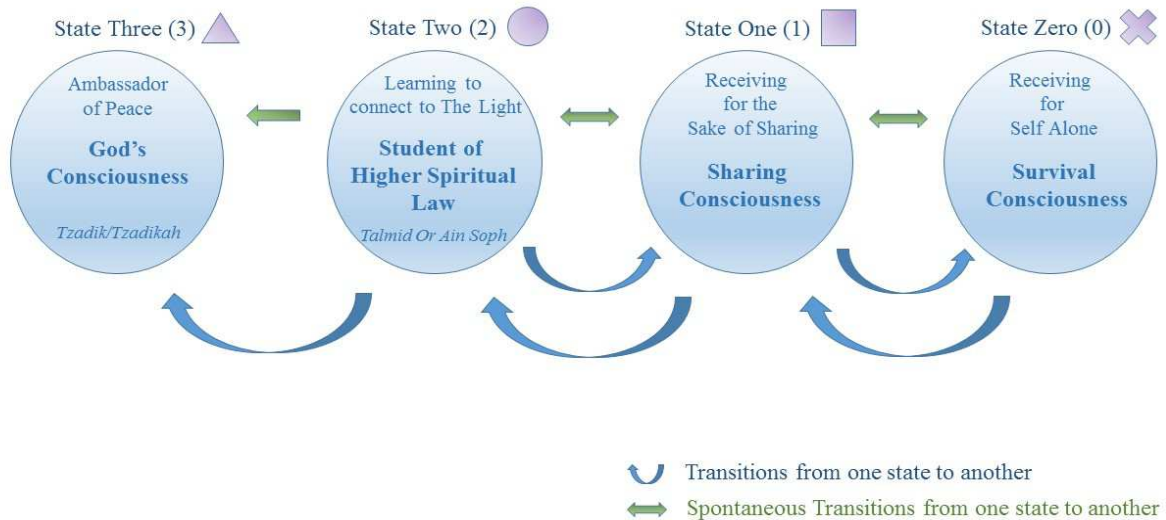 State Three (3)
State Two (2)
State One (1)
State Zero (0)
Ambassador
of Peace
God's
Consciousness
Tzadik/Tzadikah
Learning to
connect to The Light
Student of
Higher Spiritual
Law
Talmid Or Ain Soph
Receiving
for the
Sake of Sharing
Sharing
Consciousness
Receiving
for
Self Alone
Survival
Consciousness
Transitions from one state to another
Spontaneous Transitions from one state to another